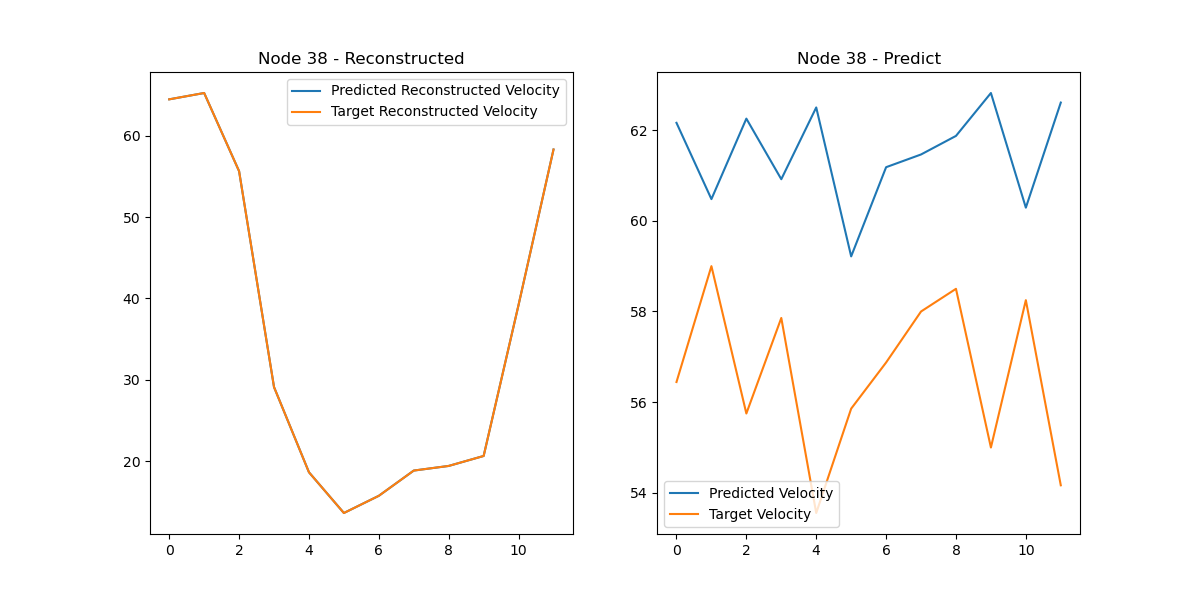 Node 38 - Reconstructed
Predicted Reconstructed Velocity
Target Reconstructed Velocity
60
50
40
30
20
0 2 4 6 8 10
Node 38 - Predict
62
60
58
56
54
Predicted Velocity
Target Velocity
0 2 4 6 8 10